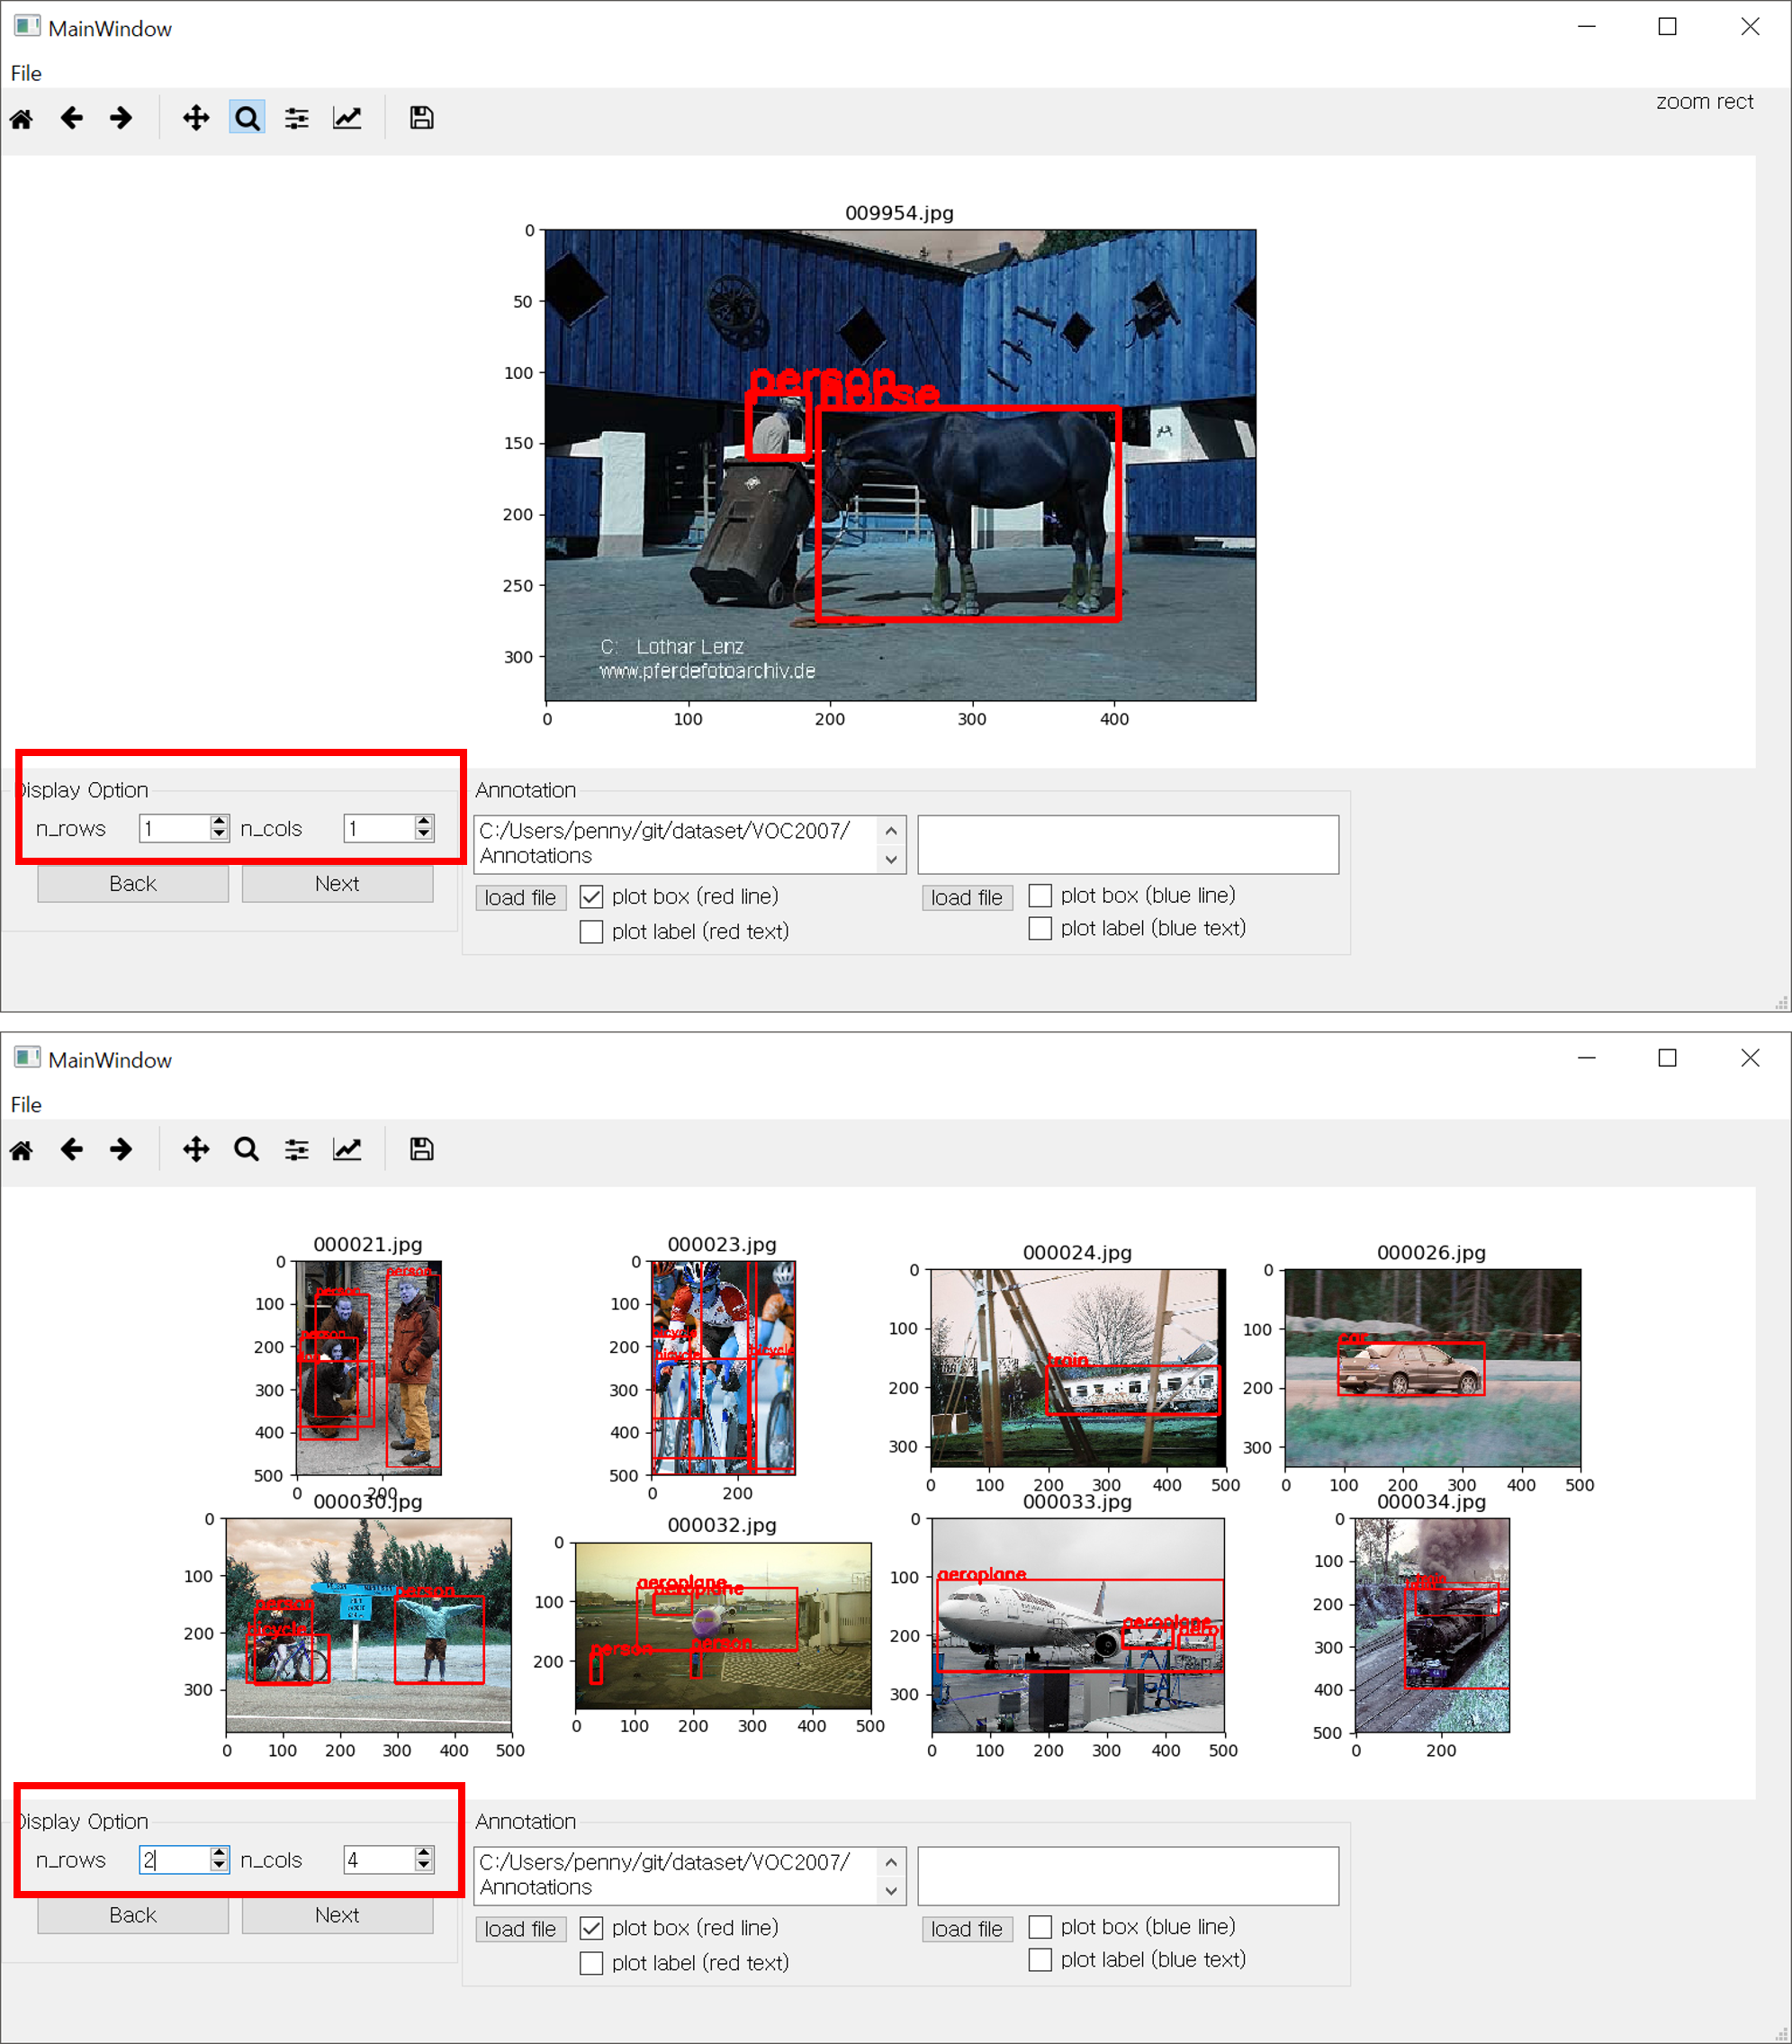 MainWindow
File
zoom rect
009954.jpg
0
50
100
150
200
250
300
person
horse
C: Lothar Lenz
www.pferdefotoarchiv.de
0 100 200 300 400
Display Option
n_rows 1 n_cols 1
Back Next
Annotation
C:/Users/penny/git/dataset/VOC2007/
Annotations
load file plot box (red line)
plot label (red text)
load file plot box (blue line)
plot label (blue text)
MainWindow
File
000021.jpg
0
100
200
300
400
500
person
person
person
0 200
000023.jpg
0
100
200
300
400
500
bicycle
bicycle
bicycle
0 200
000024.jpg
0
100
200
300
train
0 100 200 300 400 500
000026.jpg
0
100
200
300
car
0 100 200 300 400 500
000030.jpg
0
100
200
300
person
person
bicycle
0 100 200 300 400 500
000032.jpg
0
100
200
aeroplane
aeroplane
person
person
0 100 200 300 400 500
000033.jpg
0
100
200
300
aeroplane
aeroplane
0 100 200 300 400 500
000034.jpg
0
100
200
300
400
500
train
0 200
Display Option
n_rows 2 n_cols 4
Back Next
Annotation
C:/Users/penny/git/dataset/VOC2007/
Annotations
load file plot box (red line)
plot label (red text)
load file plot box (blue line)
plot label (blue text)